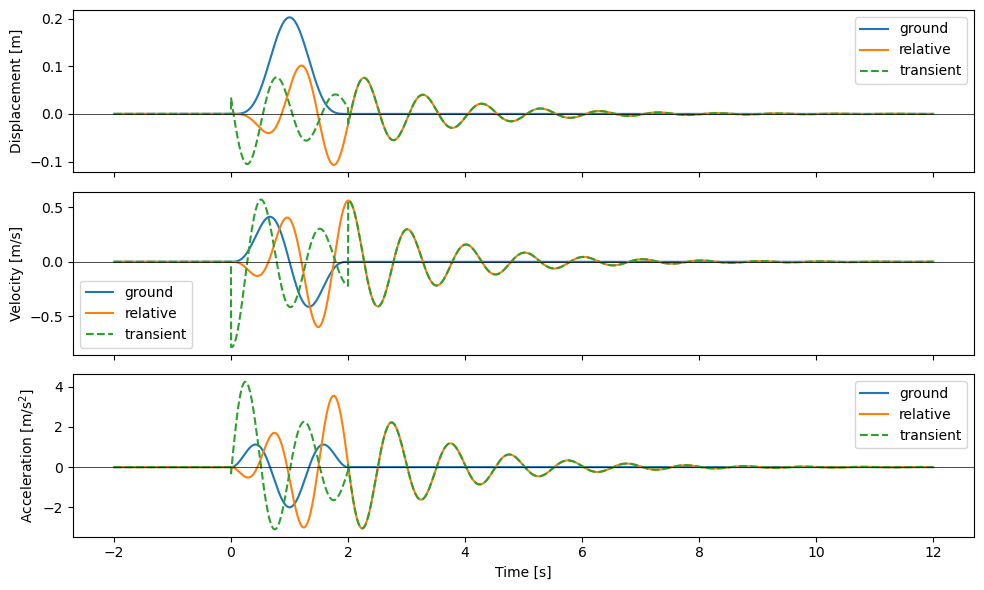 Displacement [m]
0.2
0.1
0.0
−0.1
ground
relative
transient
Velocity [m/s]
0.5
0.0
−0.5
ground
relative
transient
Acceleration [m/s²]
4
2
0
−2
ground
relative
transient
−2 0 2 4 6 8 10 12
Time [s]